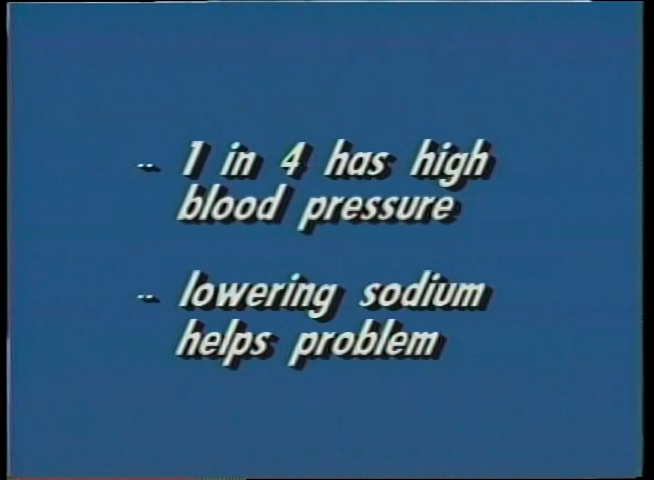 -- 1 in 4 has high
blood pressure
-- lowering sodium
helps problem